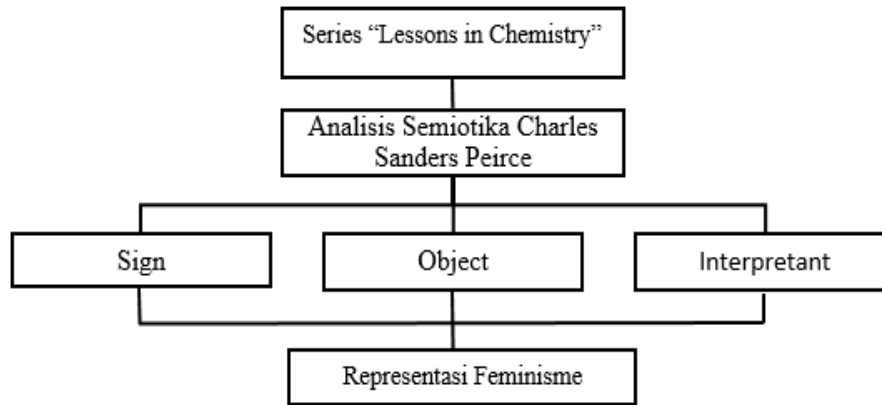 Series “Lessons in Chemistry”
Analisis Semiotika Charles
Sanders Peirce
Sign
Object
Interpretant
Representasi Feminisme